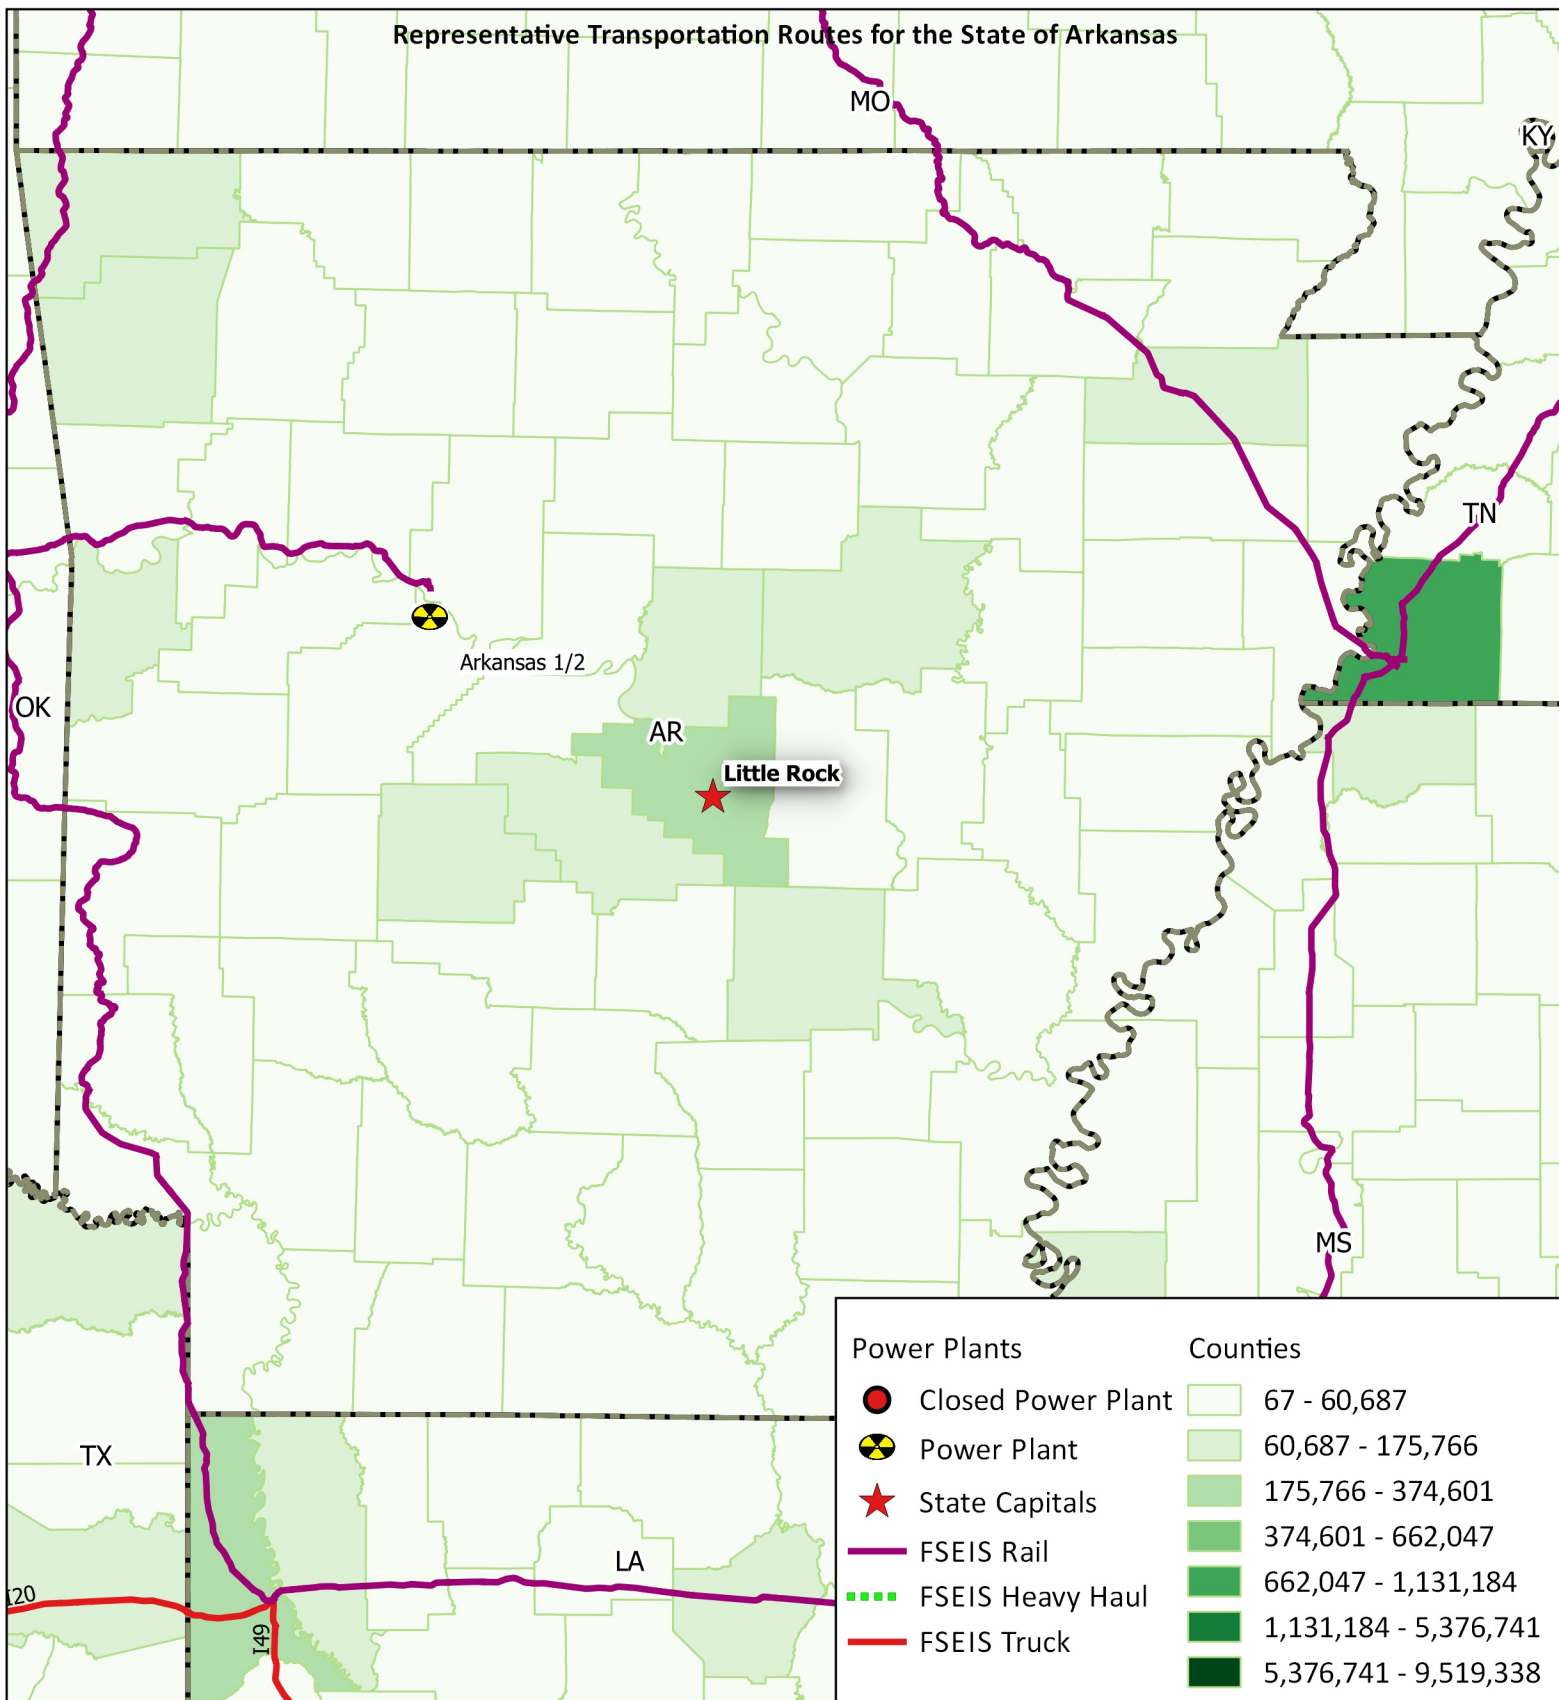 Representative Transportation Routes for the State of Arkansas
MO
KY
TN
Arkansas 1/2
OK
AR
Little Rock
MS
TX
LA
I20
I49
Power Plants
Closed Power Plant
Power Plant
State Capitals
FSEIS Rail
FSEIS Heavy Haul
FSEIS Truck
Counties
67 - 60,687
60,687 - 175,766
175,766 - 374,601
374,601 - 662,047
662,047 - 1,131,184
1,131,184 - 5,376,741
5,376,741 - 9,519,338